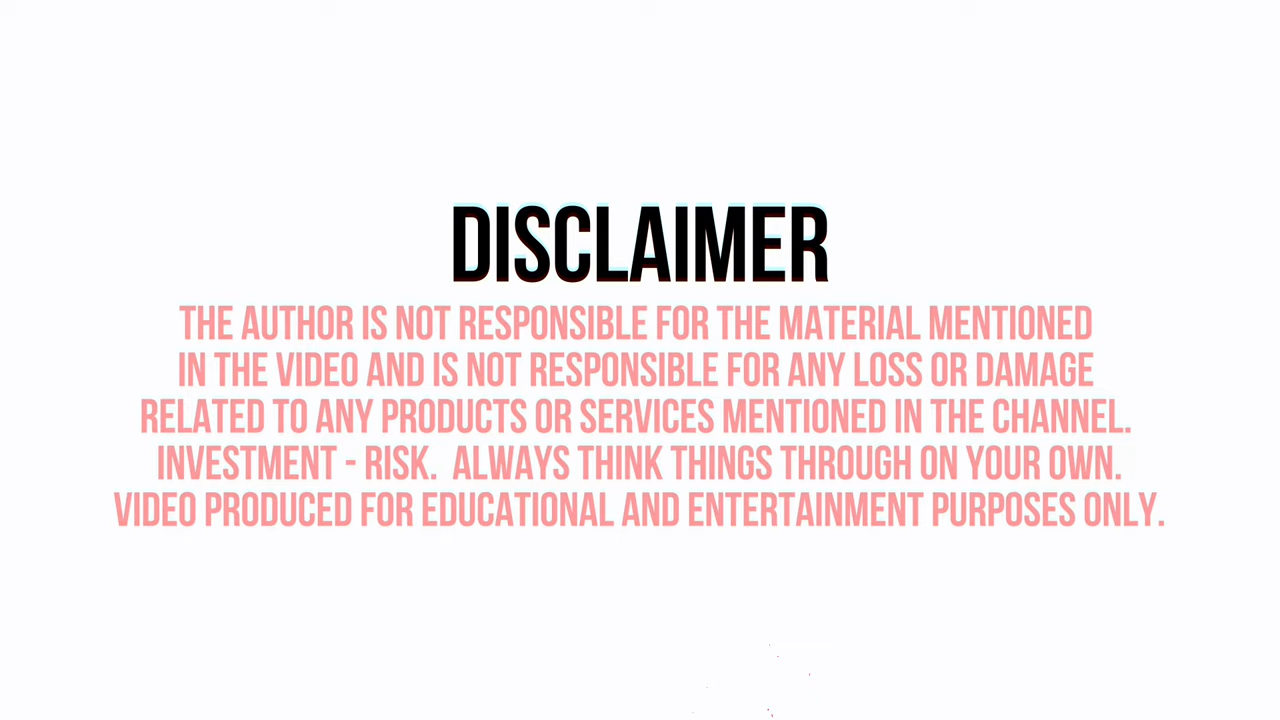 DISCLAIMER
THE AUTHOR IS NOT RESPONSIBLE FOR THE MATERIAL MENTIONED
IN THE VIDEO AND IS NOT RESPONSIBLE FOR ANY LOSS OR DAMAGE
RELATED TO ANY PRODUCTS OR SERVICES MENTIONED IN THE CHANNEL.
INVESTMENT - RISK.  ALWAYS THINK THINGS THROUGH ON YOUR OWN.
VIDEO PRODUCED FOR EDUCATIONAL AND ENTERTAINMENT PURPOSES ONLY.